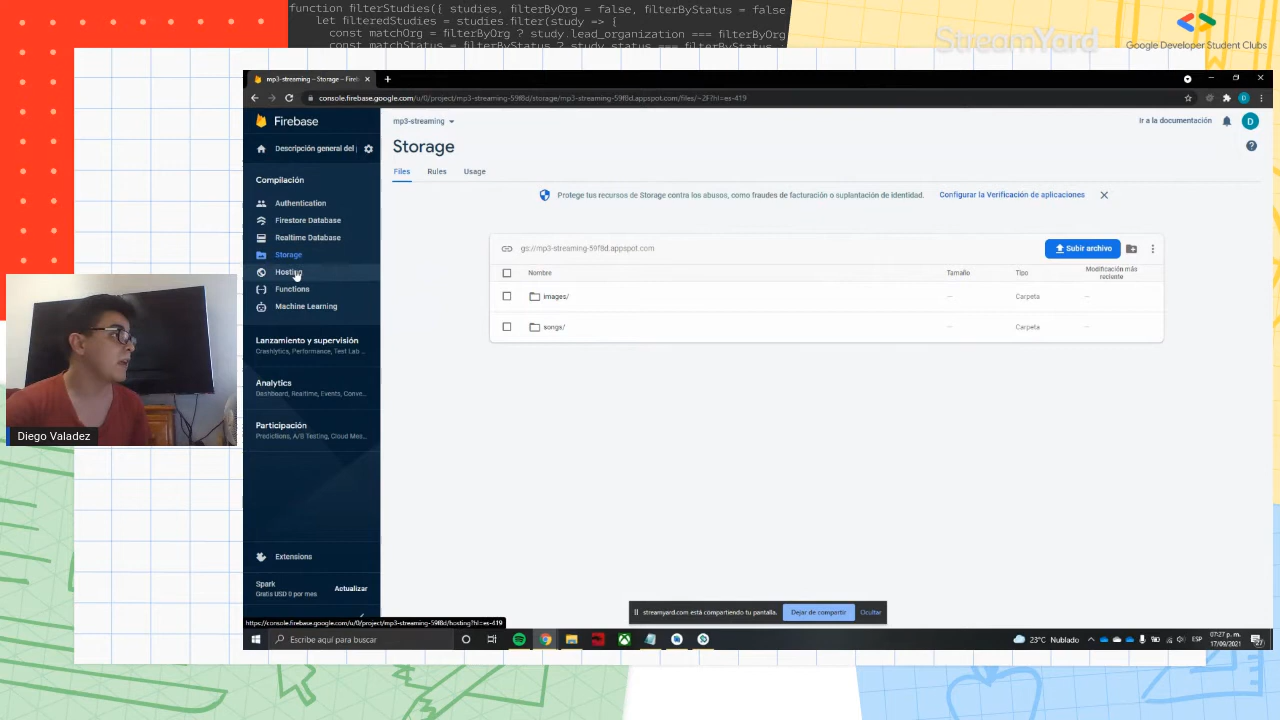 function filterStudies({ studies, filterByOrg = false, filterByStatus = false
let filteredStudies = studies.filter(study => {
const matchOrg = filterByOrg ? study.lead_organization === filterByOrg
const matchStatus = filterByStatus ? study.status === filterByStatus
StreamYard
Google Developer Student Clubs
mp3-streaming – Storage – Fireb
console.firebase.google.com/u/0/project/mp3-streaming-59f8d/storage/mp3-streaming-59f8d.appspot.com/files/~2F?hl=es-419
Firebase
mp3-streaming
Ir a la documentación
D
Descripción general del
Storage
Compilación
Files
Rules
Usage
Protege tus recursos de Storage contra los abusos, como fraudes de facturación o suplantación de identidad.
Configurar la Verificación de aplicaciones
Authentication
Firestore Database
Realtime Database
Storage
Hosting
Functions
Machine Learning
gs://mp3-streaming-59f8d.appspot.com
Subir archivo
Nombre
Tamaño
Tipo
Modificación más reciente
images/
—
Carpeta
—
songs/
—
Carpeta
—
Lanzamiento y supervisión
Crashlytics, Performance, Test Lab ...
Analytics
Dashboard, Realtime, Events, Conve...
Participación
Predictions, A/B Testing, Cloud Mes...
Diego Valadez
Extensions
Spark
Gratis USD 0 por mes
Actualizar
streamyard.com está compartiendo tu pantalla.
Dejar de compartir
Ocultar
https://console.firebase.google.com/u/0/project/mp3-streaming-59f8d/hosting?hl=es-419
Escribe aquí para buscar
23°C Nublado
ESP
07:27 p. m.
17/09/2021